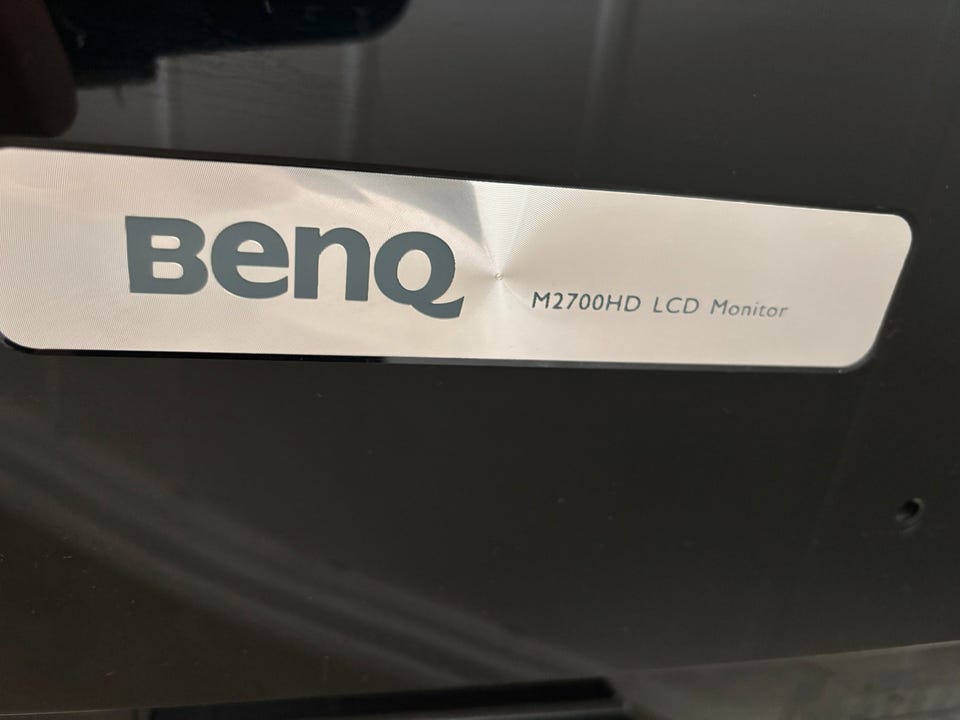 BenQ
M2700HD LCD Monitor